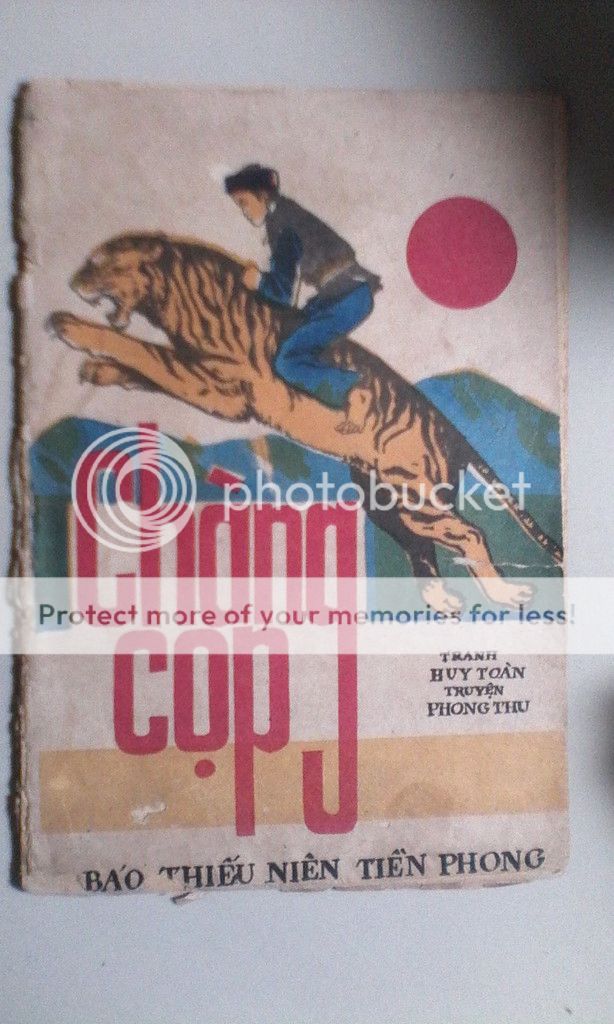 chàng
photobucket
Protect more of your memories for less!
cọp
TRANH
HUY TOÀN
TRUYỆN
PHONG THU
BÁO THIẾU NIÊN TIỀN PHONG